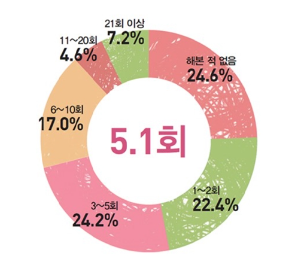 21회 이상
7.2%
11~20회
4.6%
해본 적 없음
24.6%
6~10회
17.0%
5.1회
1~2회
22.4%
3~5회
24.2%